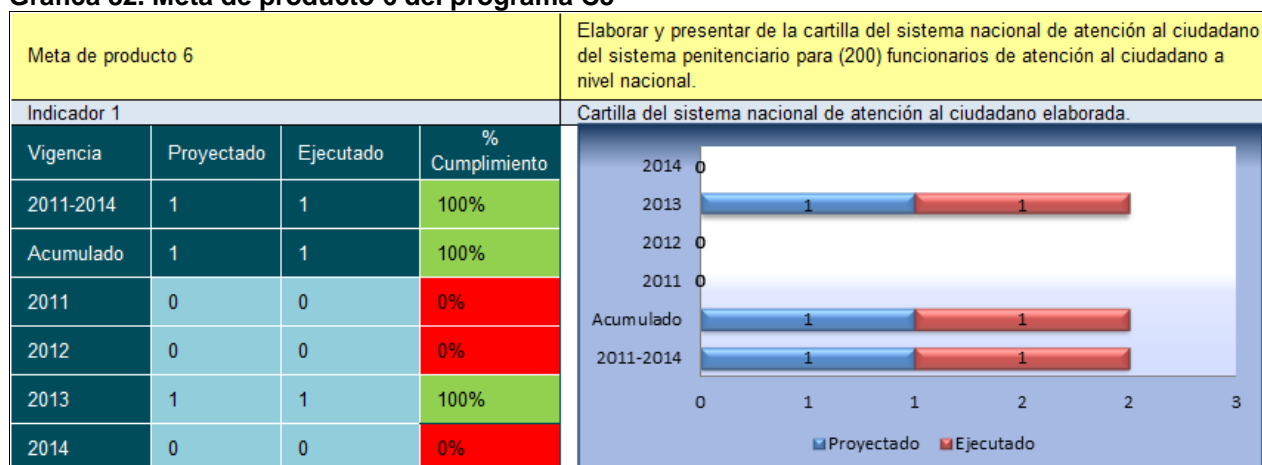 Gráfica 82. Meta de producto 6 del programa C3
Meta de producto 6
Elaborar y presentar de la cartilla del sistema nacional de atención al ciudadano
del sistema penitenciario para (200) funcionarios de atención al ciudadano a
nivel nacional.
Indicador 1
Cartilla del sistema nacional de atención al ciudadano elaborada.
Vigencia Proyectado Ejecutado % Cumplimiento
2011-2014 1 1 100%
Acumulado 1 1 100%
2011 0 0 0%
2012 0 0 0%
2013 1 1 100%
2014 0 0 0%
2014 0
2013 1 1
2012 0
2011 0
Acumulado 1 1
2011-2014 1 1
0 1 1 2 2 3
Proyectado Ejecutado